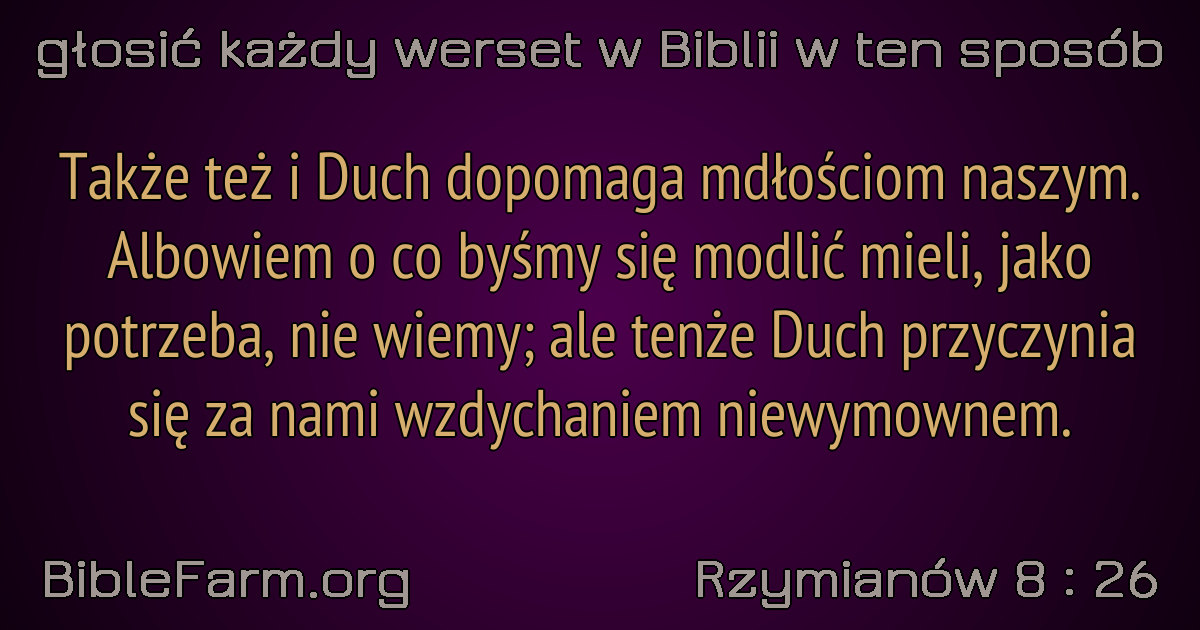 głosić każdy werset w Biblii w ten sposób
Także też i Duch dopomaga mdłościom naszym.
Albowiem o co byśmy się modlić mieli, jako
potrzeba, nie wiemy; ale tenże Duch przyczynia
się za nami wzdychaniem niewymownem.
BibleFarm.org
Rzymianów 8 : 26